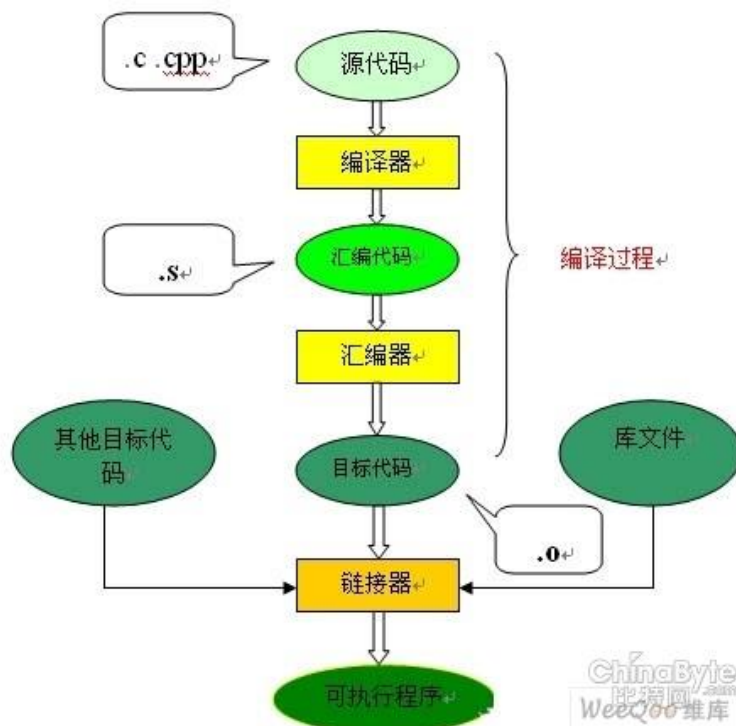 .c .cpp
源代码
编译器
汇编代码
.s
编译过程
汇编器
其他目标代
码
目标代码
库文件
.o
链接器
可执行程序
ChinaByte
比特网.com
WeeQoo维库